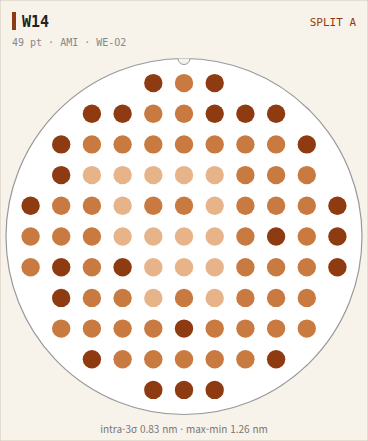 W14
SPLIT A
49 pt · AMI · WE-02
intra-3σ 0.83 nm · max-min 1.26 nm